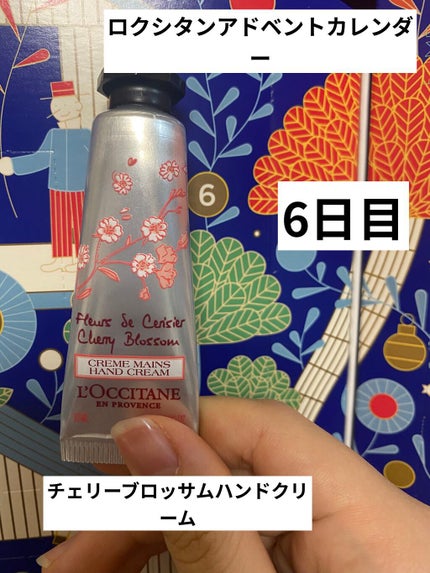 ロクシタンアドベントカレンダ
ー
6
6日目
Fleurs de Cerisier
Cherry Blossom
CREME MAINS
HAND CREAM
L'OCCITANE
EN PROVENCE
チェリーブロッサムハンドクリ
ーム